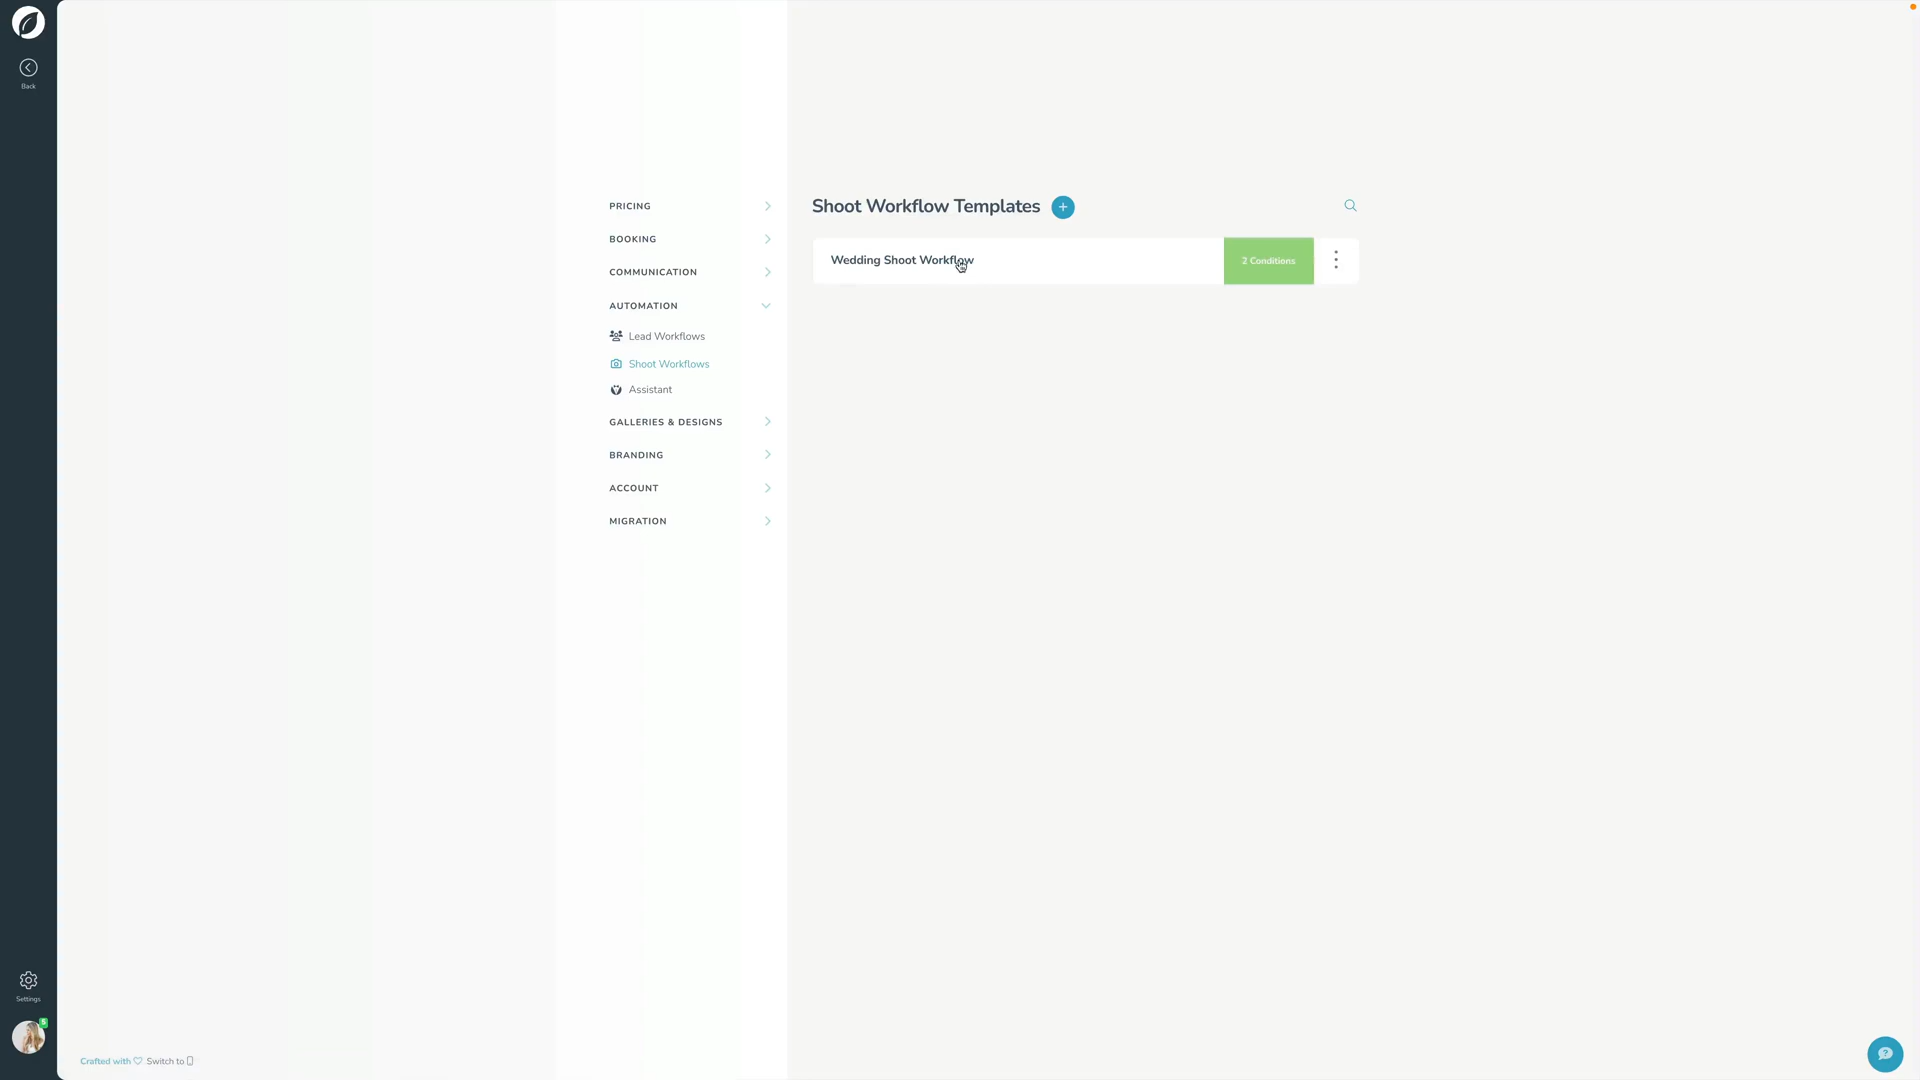 Back
PRICING
BOOKING
COMMUNICATION
AUTOMATION
Lead Workflows
Shoot Workflows
Assistant
GALLERIES & DESIGNS
BRANDING
ACCOUNT
MIGRATION
Shoot Workflow Templates
Wedding Shoot Workflow
2 Conditions
Settings
5
Crafted with Switch to